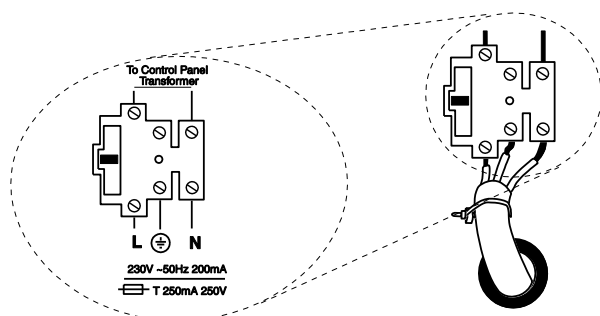 To Control Panel
Transformer
L N
230V ~50Hz 200mA
T 250mA 250V